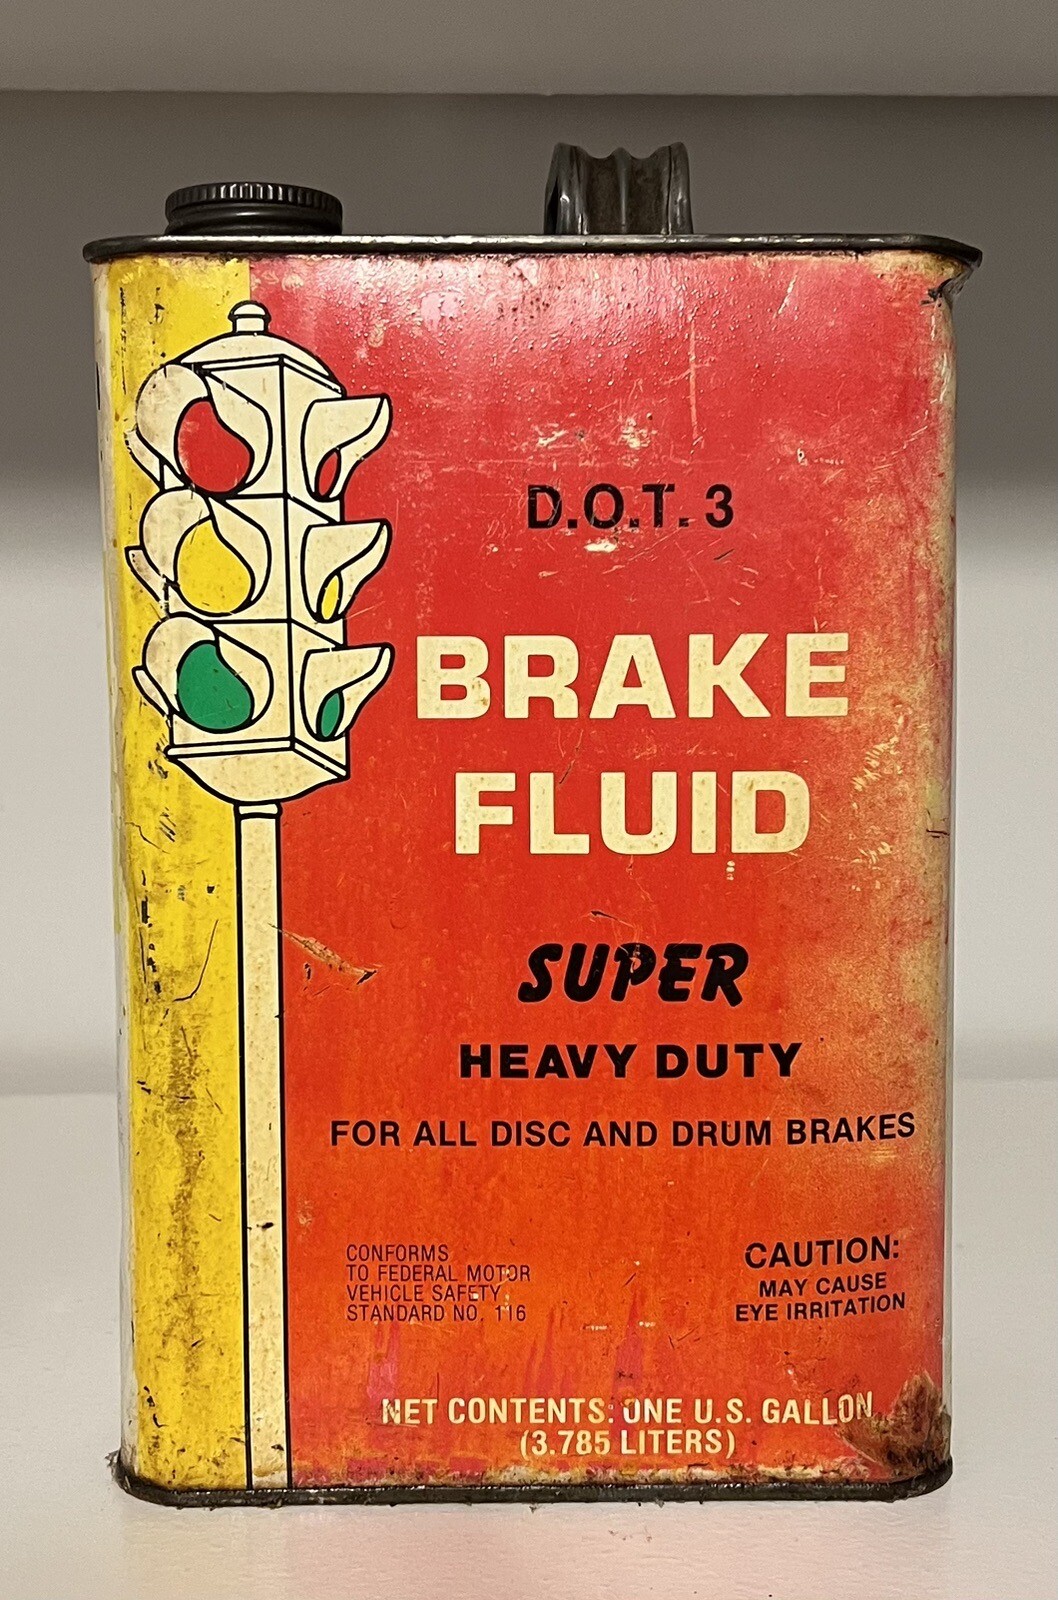 D.O.T. 3
BRAKE
FLUID
SUPER
HEAVY DUTY
FOR ALL DISC AND DRUM BRAKES
CONFORMS
TO FEDERAL MOTOR
VEHICLE SAFETY
STANDARD NO. 116
CAUTION:
MAY CAUSE
EYE IRRITATION
NET CONTENTS: ONE U.S. GALLON
(3.785 LITERS)